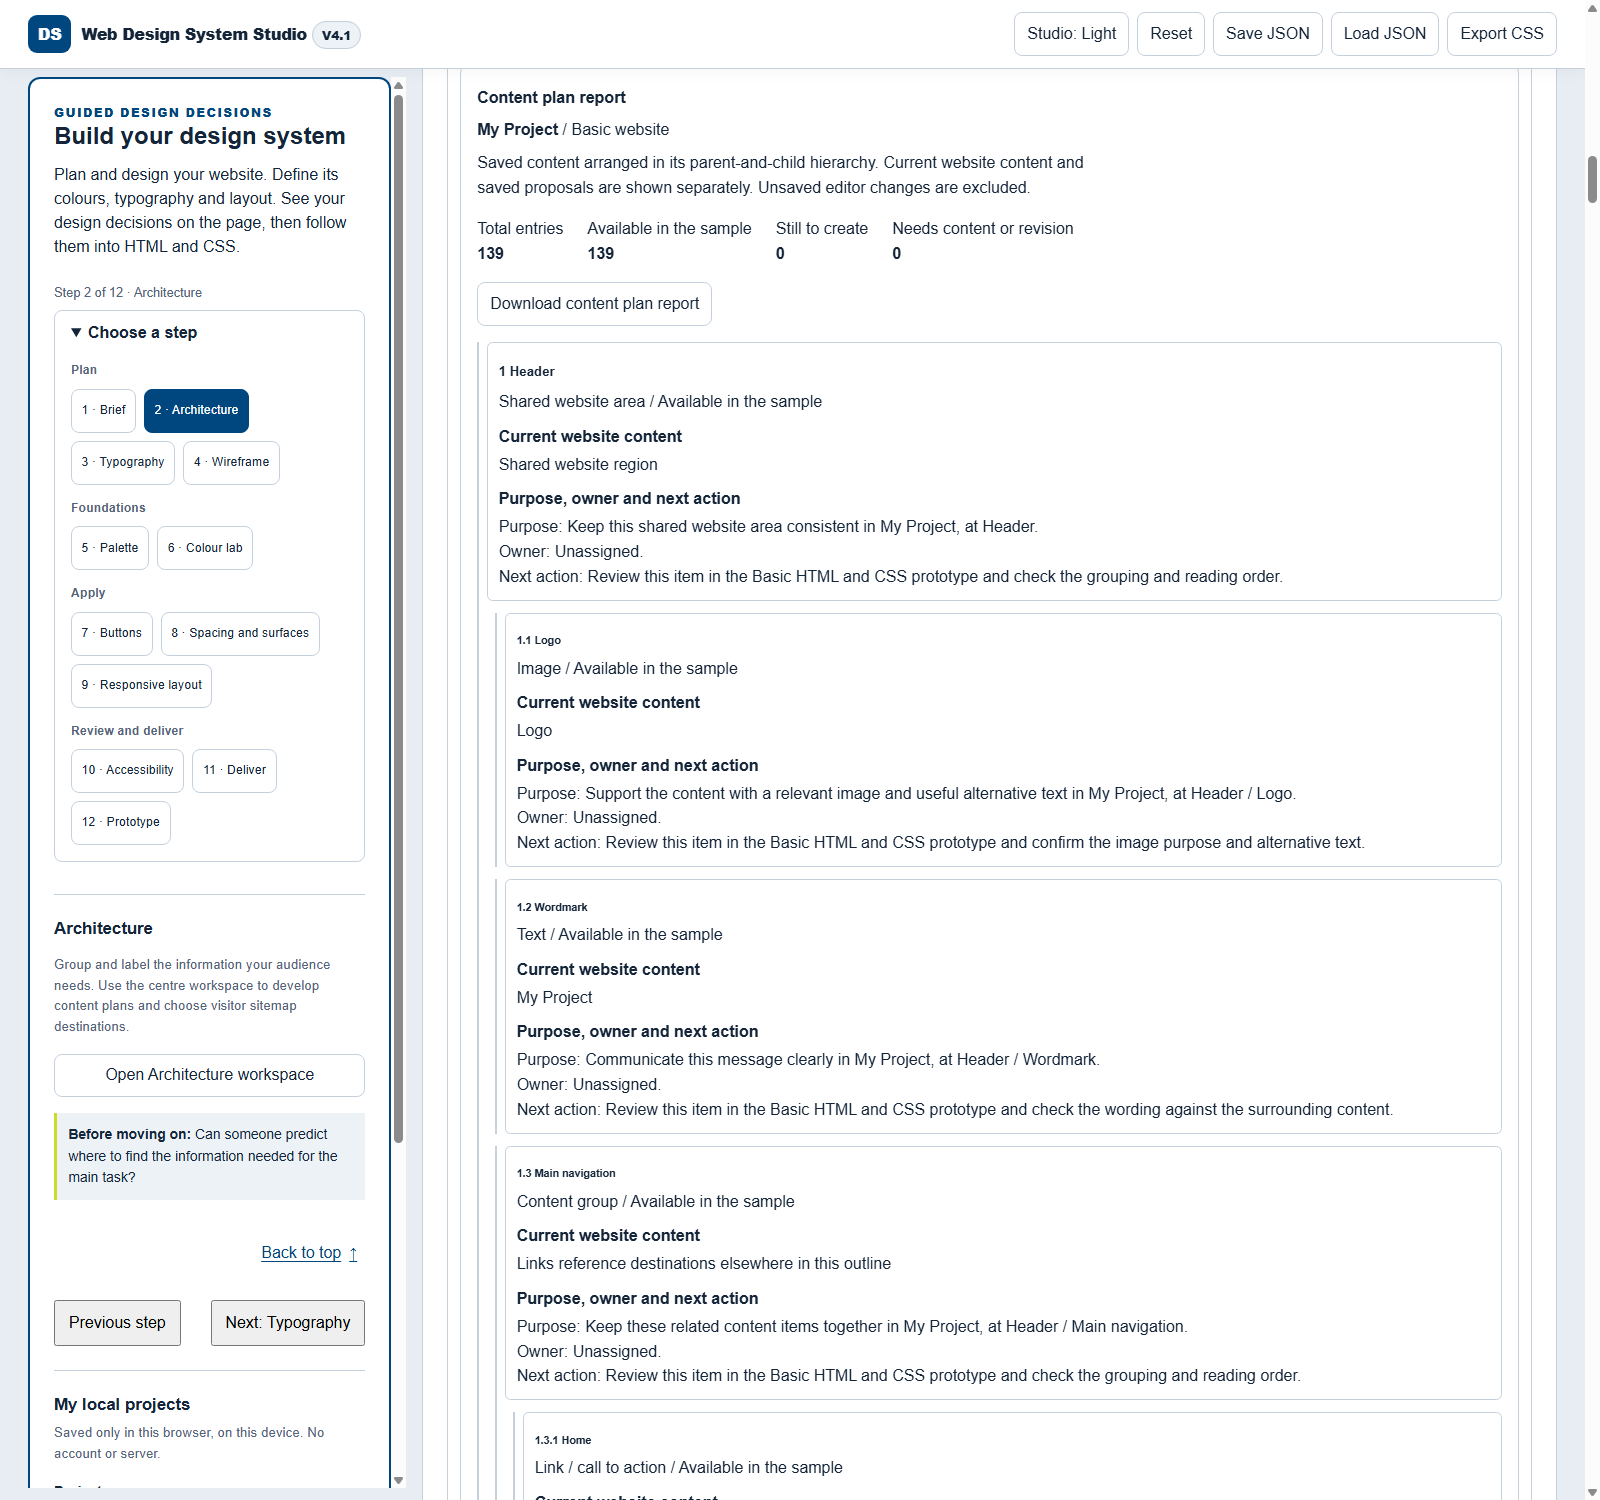 DS Web Design System Studio V4.1
Studio: Light
Reset
Save JSON
Load JSON
Export CSS
GUIDED DESIGN DECISIONS
Build your design system
Plan and design your website. Define its
colours, typography and layout. See your
design decisions on the page, then follow
them into HTML and CSS.
Step 2 of 12 · Architecture
▼ Choose a step
Plan
1 · Brief
2 · Architecture
3 · Typography
4 · Wireframe
Foundations
5 · Palette
6 · Colour lab
Apply
7 · Buttons
8 · Spacing and surfaces
9 · Responsive layout
Review and deliver
10 · Accessibility
11 · Deliver
12 · Prototype
Architecture
Group and label the information your audience
needs. Use the centre workspace to develop
content plans and choose visitor sitemap
destinations.
Open Architecture workspace
Before moving on: Can someone predict
where to find the information needed for the
main task?
Back to top ↑
Previous step
Next: Typography
My local projects
Saved only in this browser, on this device. No
account or server.
Content plan report
My Project / Basic website
Saved content arranged in its parent-and-child hierarchy. Current website content and
saved proposals are shown separately. Unsaved editor changes are excluded.
Total entries
139
Available in the sample
139
Still to create
0
Needs content or revision
0
Download content plan report
1 Header
Shared website area / Available in the sample
Current website content
Shared website region
Purpose, owner and next action
Purpose: Keep this shared website area consistent in My Project, at Header.
Owner: Unassigned.
Next action: Review this item in the Basic HTML and CSS prototype and check the grouping and reading order.
1.1 Logo
Image / Available in the sample
Current website content
Logo
Purpose, owner and next action
Purpose: Support the content with a relevant image and useful alternative text in My Project, at Header / Logo.
Owner: Unassigned.
Next action: Review this item in the Basic HTML and CSS prototype and confirm the image purpose and alternative text.
1.2 Wordmark
Text / Available in the sample
Current website content
My Project
Purpose, owner and next action
Purpose: Communicate this message clearly in My Project, at Header / Wordmark.
Owner: Unassigned.
Next action: Review this item in the Basic HTML and CSS prototype and check the wording against the surrounding content.
1.3 Main navigation
Content group / Available in the sample
Current website content
Links reference destinations elsewhere in this outline
Purpose, owner and next action
Purpose: Keep these related content items together in My Project, at Header / Main navigation.
Owner: Unassigned.
Next action: Review this item in the Basic HTML and CSS prototype and check the grouping and reading order.
1.3.1 Home
Link / call to action / Available in the sample
Current website content